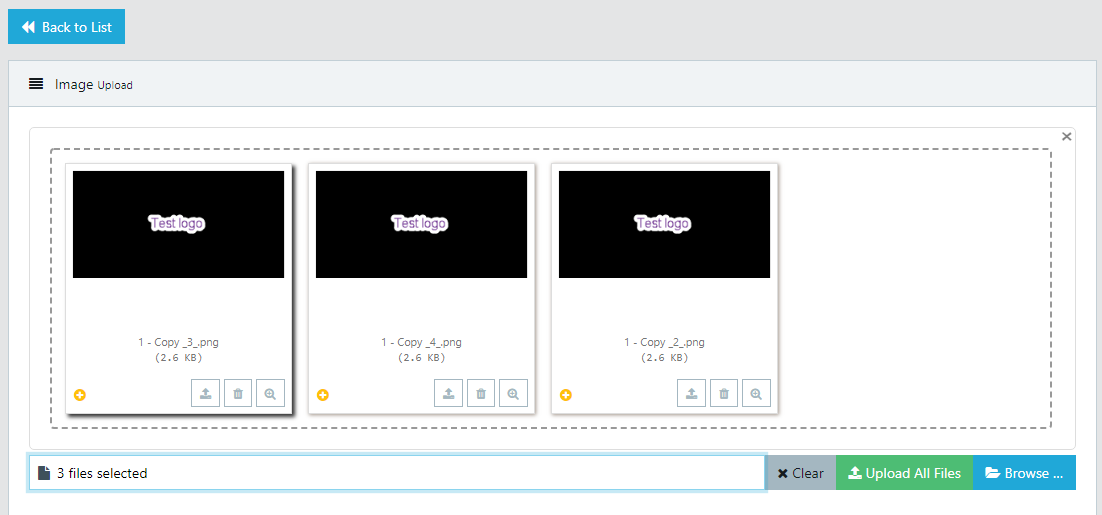 Back to List
Image Upload
Test logo
Test logo
Test logo
1 - Copy _3_.png
(2.6 KB)
1 - Copy _4_.png
(2.6 KB)
1 - Copy _2_.png
(2.6 KB)
3 files selected
Clear
Upload All Files
Browse ...